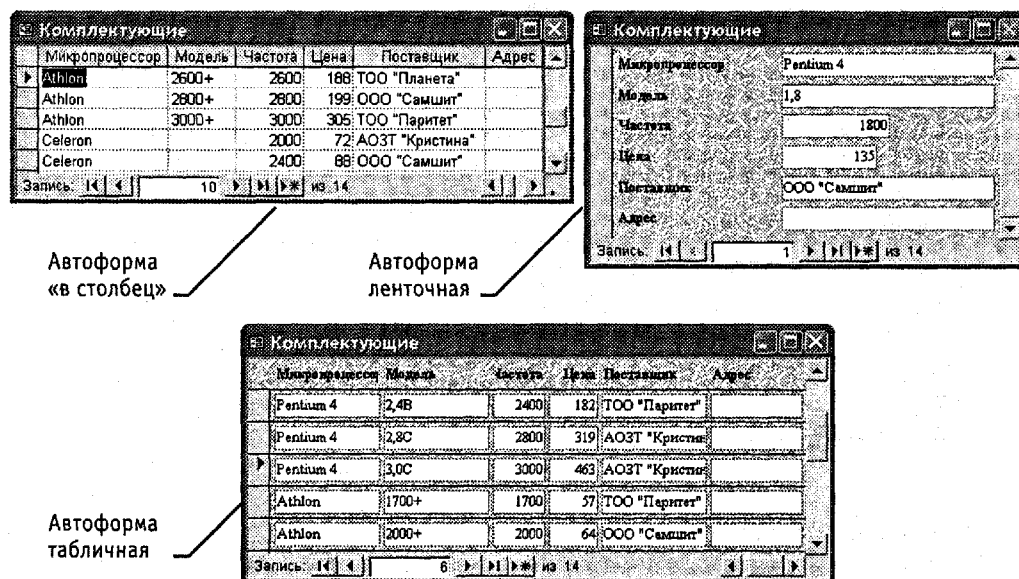 Комплектующие
Микропроцессор Модель Частота Цена Поставщик Адрес
Athlon 2600+ 2600 188 ТОО "Планета"
Athlon 2800+ 2800 199 ООО "Самшит"
Athlon 3000+ 3000 305 ТОО "Паритет"
Celeron 2000 72 АОЗТ "Кристина"
Celeron 2400 88 ООО "Самшит"
Запись: 10 из 14
Комплектующие
Микропроцессор Pentium 4
Модель 1,8
Частота 1800
Цена 135
Поставщик ООО "Самшит"
Адрес
Запись: 1 из 14
Автоформа
«в столбец»
Автоформа
ленточная
Комплектующие
Микропроцессор Модель Частота Цена Поставщик Адрес
Pentium 4 2,4B 2400 182 ТОО "Паритет"
Pentium 4 2,8C 2800 319 АОЗТ "Кристин
Pentium 4 3,0C 3000 463 АОЗТ "Кристин
Athlon 1700+ 1700 57 ТОО "Паритет"
Athlon 2000+ 2000 64 ООО "Самшит"
Запись: 6 из 14
Автоформа
табличная